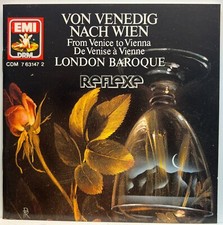 EMI
DRM
CDM 7 63147 2
VON VENEDIG
NACH WIEN
From Venice to Vienna
De Venise à Vienne
LONDON BAROQUE
REFLEXE